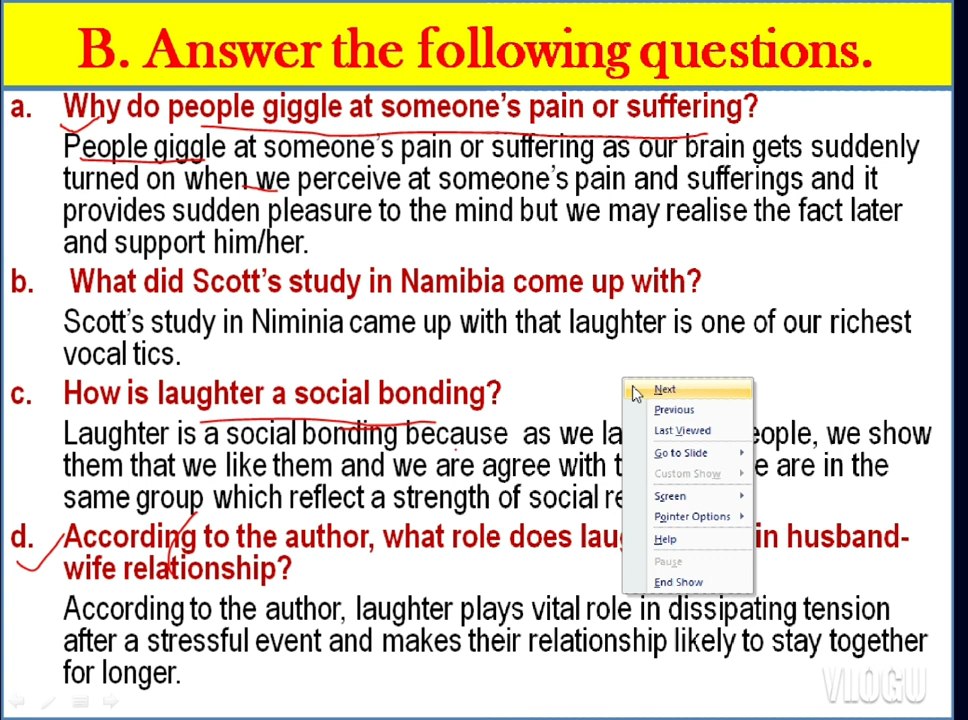 B. Answer the following questions.
a. Why do people giggle at someone's pain or suffering?
People giggle at someone's pain or suffering as our brain gets suddenly
turned on when we perceive at someone's pain and sufferings and it
provides sudden pleasure to the mind but we may realise the fact later
and support him/her.
b. What did Scott's study in Namibia come up with?
Scott's study in Niminia came up with that laughter is one of our richest
vocal tics.
c. How is laughter a social bonding?
Laughter is a social bonding because as we la eople, we show
them that we like them and we are agree with t e are in the
same group which reflect a strength of social re
d. According to the author, what role does lau in husband-
wife relationship?
According to the author, laughter plays vital role in dissipating tension
after a stressful event and makes their relationship likely to stay together
for longer.
Next
Previous
Last Viewed
Go to Slide
Custom Show
Screen
Pointer Options
Help
Pause
End Show
VLOGU